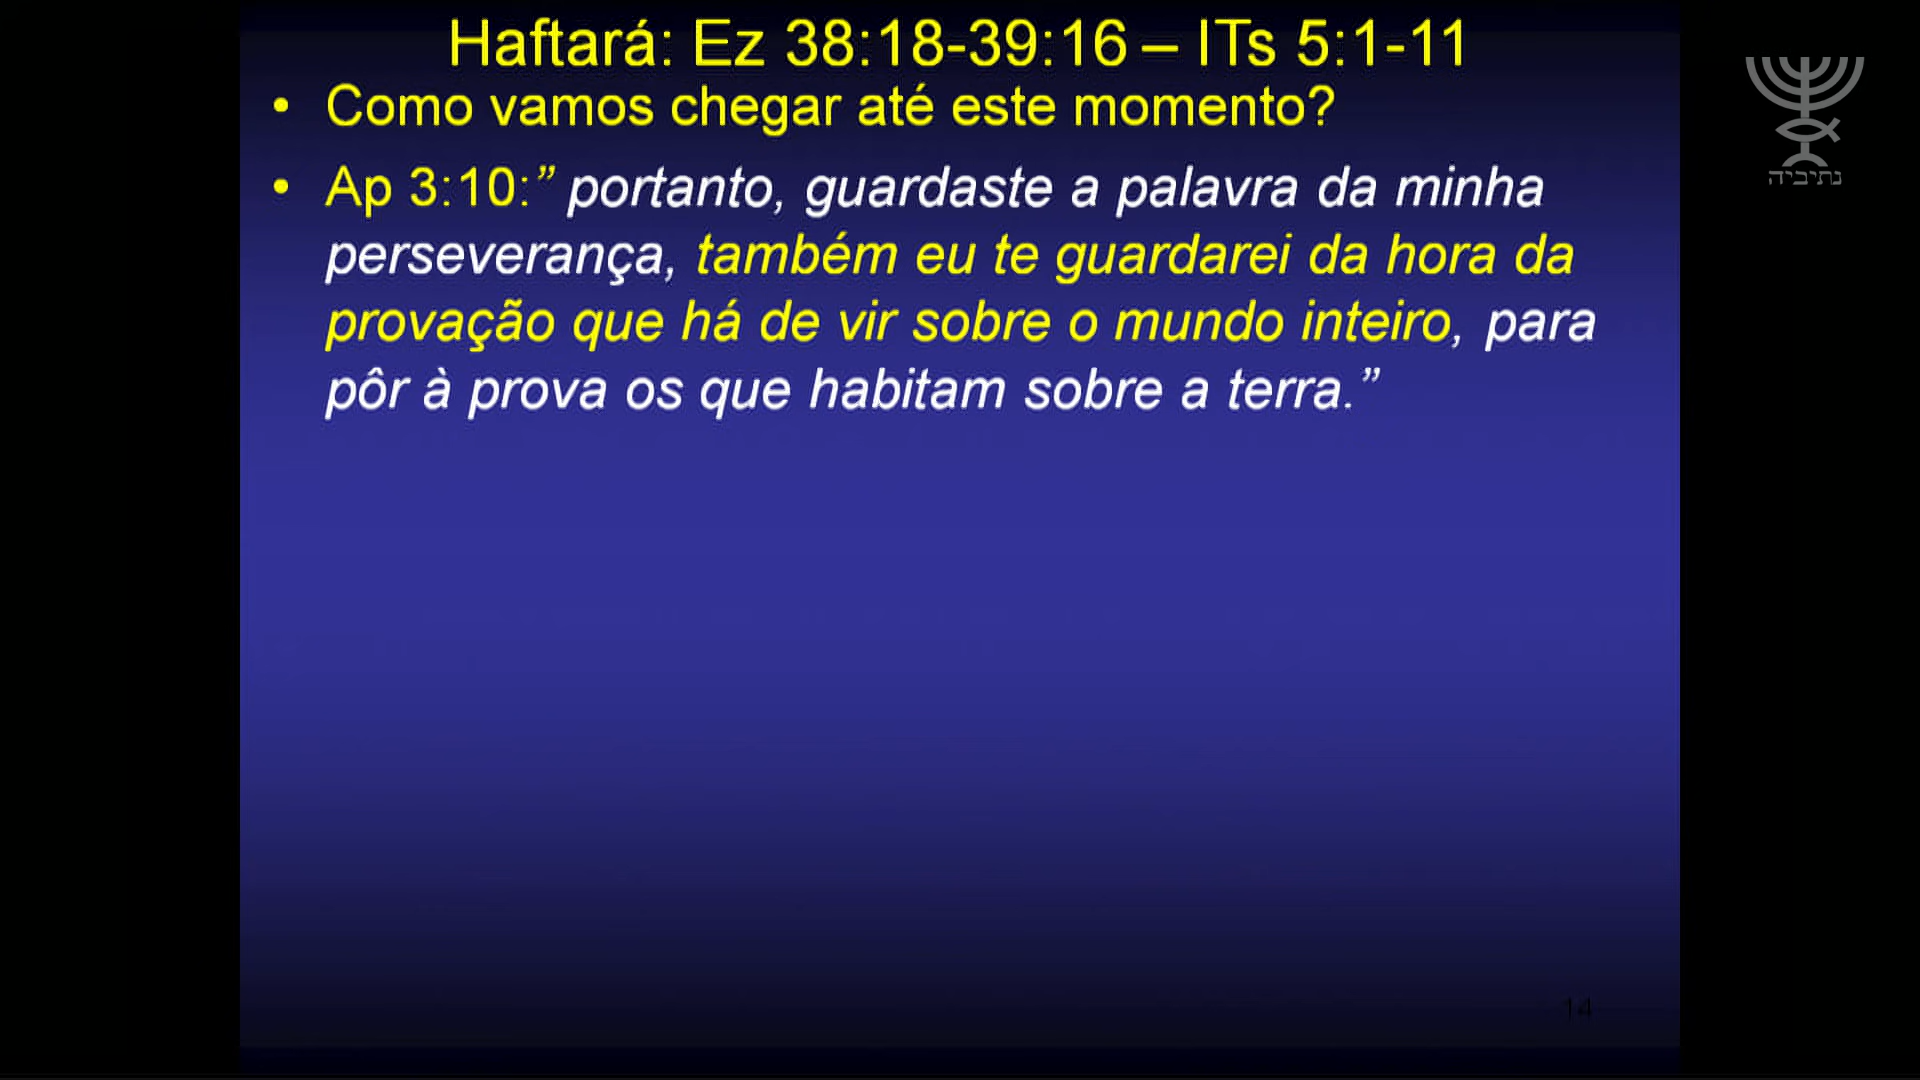 Haftará: Ez 38:18-39:16 – ITs 5:1-11
• Como vamos chegar até este momento?
• Ap 3:10:” portanto, guardaste a palavra da minha
perseverança, também eu te guardarei da hora da
provação que há de vir sobre o mundo inteiro, para
pôr à prova os que habitam sobre a terra.”
נתיביה
14